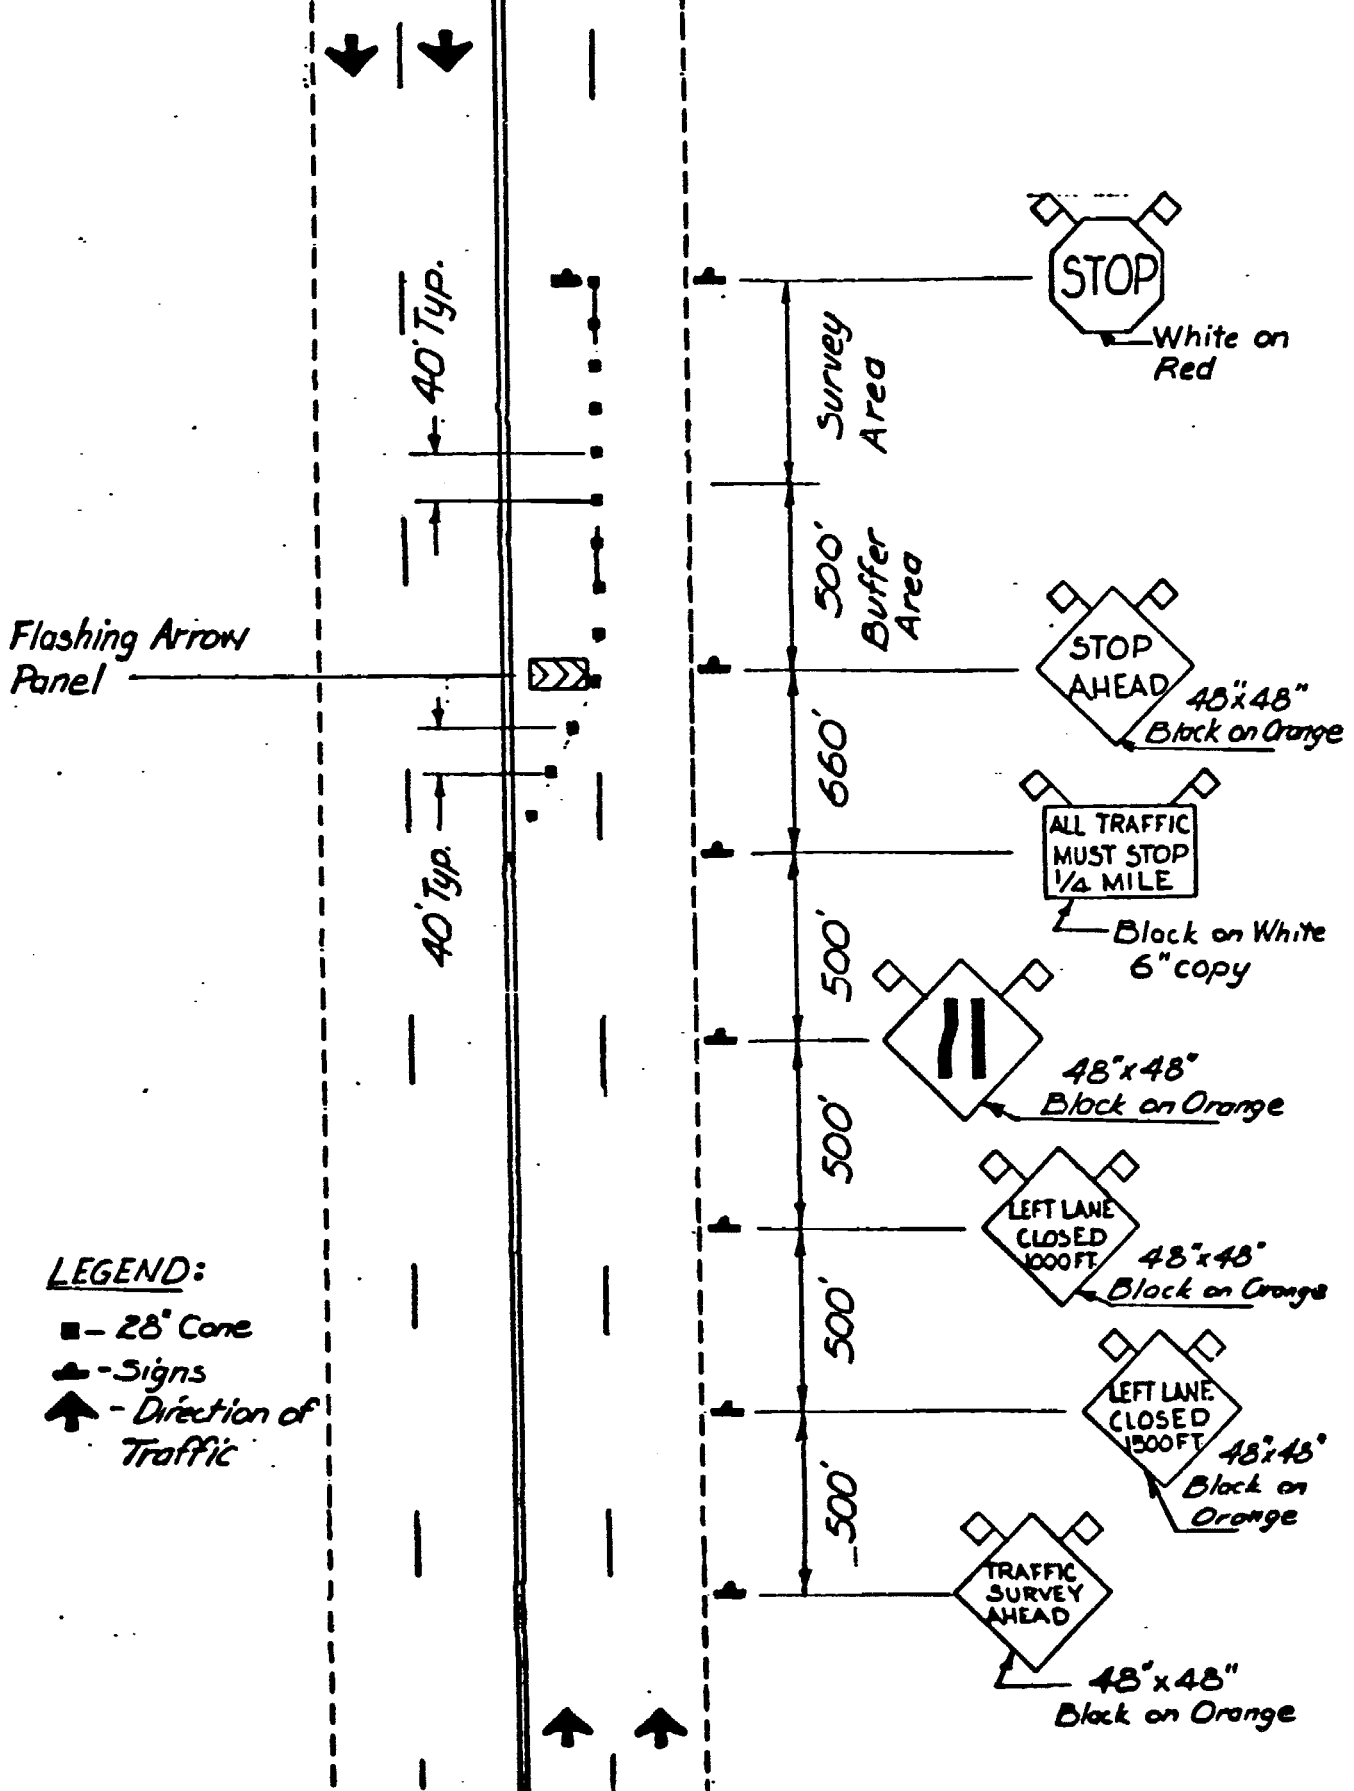 STOP
White on
Red
40' Typ.
Survey
Area
500'
Buffer
Area
Flashing Arrow
Panel
STOP
AHEAD
48"x48"
Black on Orange
660'
40' Typ.
ALL TRAFFIC
MUST STOP
1/4 MILE
Black on White
6" copy
500'
48"x48"
Black on Orange
500'
LEFT LANE
CLOSED
1000 FT.
48"x48"
Black on Orange
500'
LEGEND:
- 28" Cone
- Signs
- Direction of
Traffic
LEFT LANE
CLOSED
1500 FT.
48"x48"
Black on
Orange
500'
TRAFFIC
SURVEY
AHEAD
48"x48"
Black on Orange